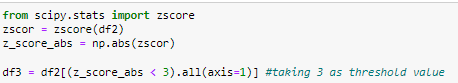 from scipy.stats import zscore
zscor = zscore(df2)
z_score_abs = np.abs(zscor)
df3 = df2[(z_score_abs < 3).all(axis=1)] #taking 3 as threshold value